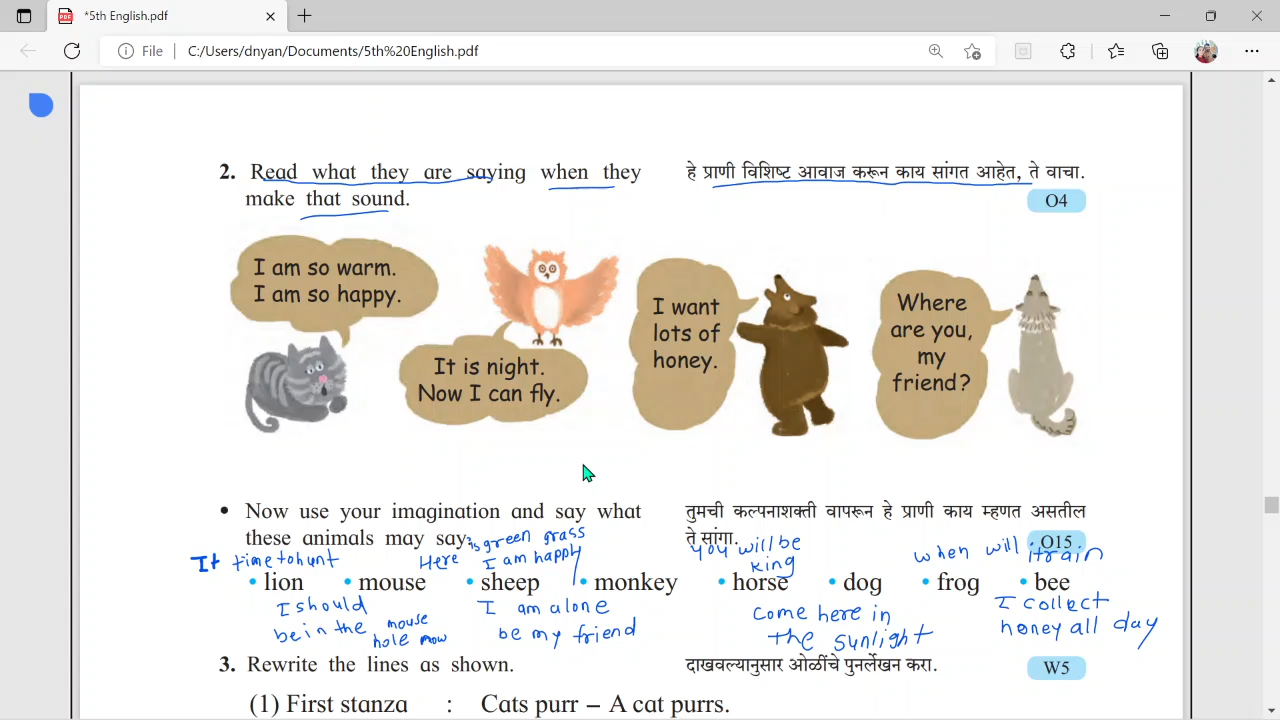 *5th English.pdf
File C:/Users/dnyan/Documents/5th%20English.pdf
2. Read what they are saying when they
make that sound.
हे प्राणी विशिष्ट आवाज करून काय सांगत आहेत, ते वाचा.
O4
I am so warm.
I am so happy.
It is night.
Now I can fly.
I want
lots of
honey.
Where
are you,
my
friend?
• Now use your imagination and say what
these animals may say.
तुमची कल्पनाशक्ती वापरून हे प्राणी काय म्हणत असतील
ते सांगा.
O15
It time to hunt
Here is green grass
I am happy
you will be
king
when will it rain
• lion • mouse • sheep • monkey • horse • dog • frog • bee
I should
be in the mouse
hole now
I am alone
be my friend
come here in
the sunlight
I collect
honey all day
3. Rewrite the lines as shown.
दाखवल्यानुसार ओळींचे पुनर्लेखन करा.
W5
(1) First stanza : Cats purr – A cat purrs.